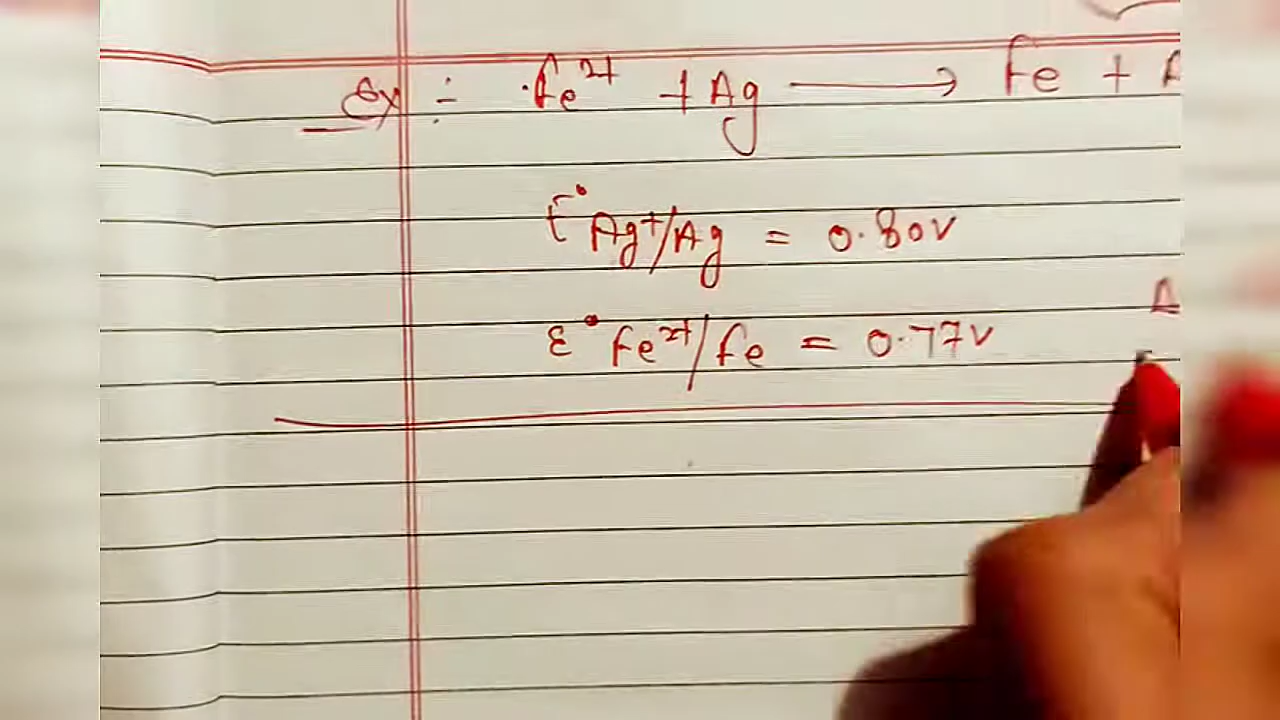 Ex ÷ Fe²⁺ + Ag ⟶ Fe + A
E° Ag⁺/Ag = 0.80V
E° Fe²⁺/Fe = 0.77V
A